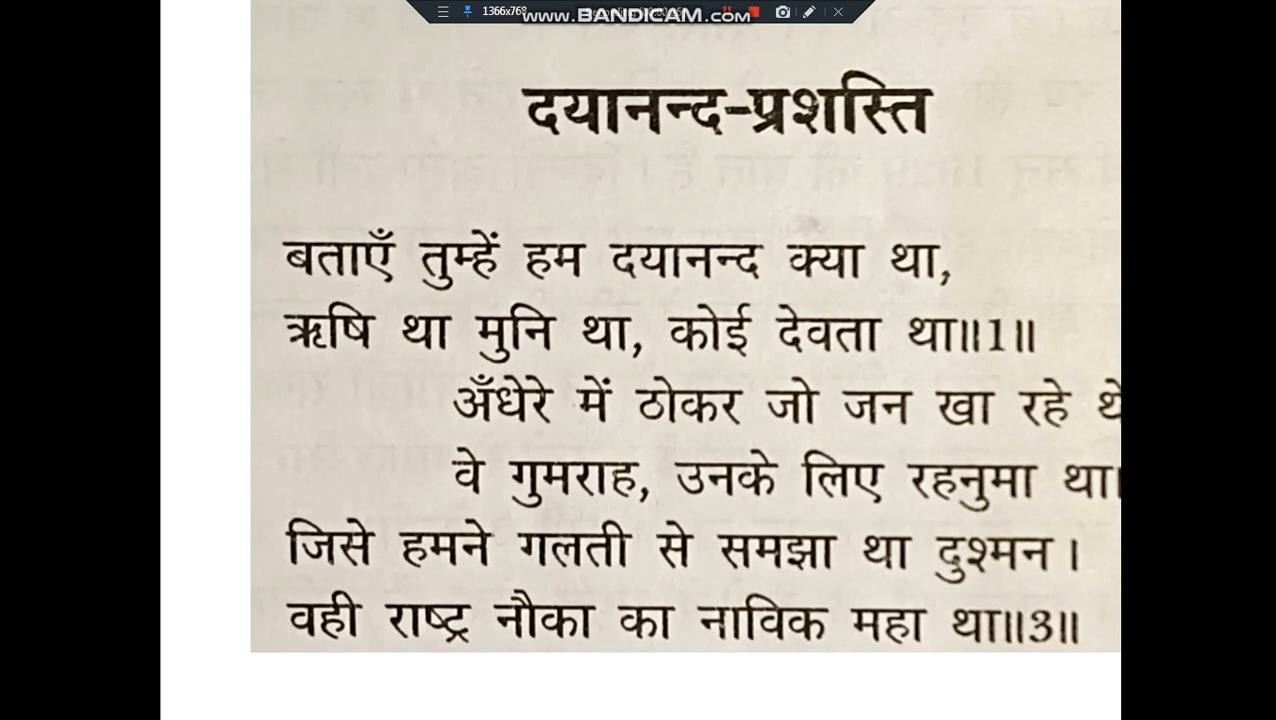 1366x768
www.BANDICAM.com
दयानन्द-प्रशस्ति
बताएँ तुम्हें हम दयानन्द क्या था,
ऋषि था मुनि था, कोई देवता था॥1॥
अँधेरे में ठोकर जो जन खा रहे थे
वे गुमराह, उनके लिए रहनुमा था।
जिसे हमने गलती से समझा था दुश्मन ।
वही राष्ट्र नौका का नाविक महा था॥3॥